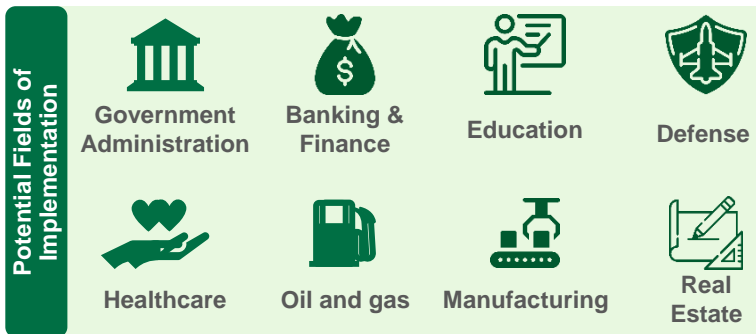 Potential Fields of
Implementation
Government
Administration
Banking &
Finance
$
Education
Defense
Healthcare
Oil and gas
Manufacturing
Real
Estate